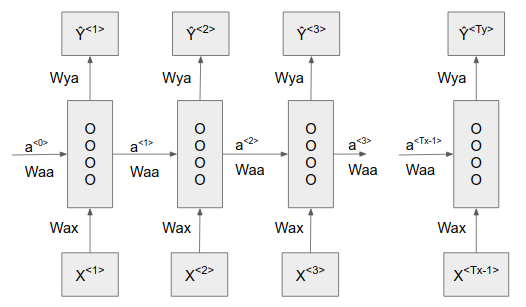 Ŷ<1> Ŷ<2> Ŷ<3> Ŷ<Ty>
Wya Wya Wya Wya
O O O O
a<0> O a<1> O a<2> O a<3> a<Tx-1> O
Waa O Waa O Waa O Waa Waa O
O O O O
Wax Wax Wax Wax
X<1> X<2> X<3> X<Tx-1>